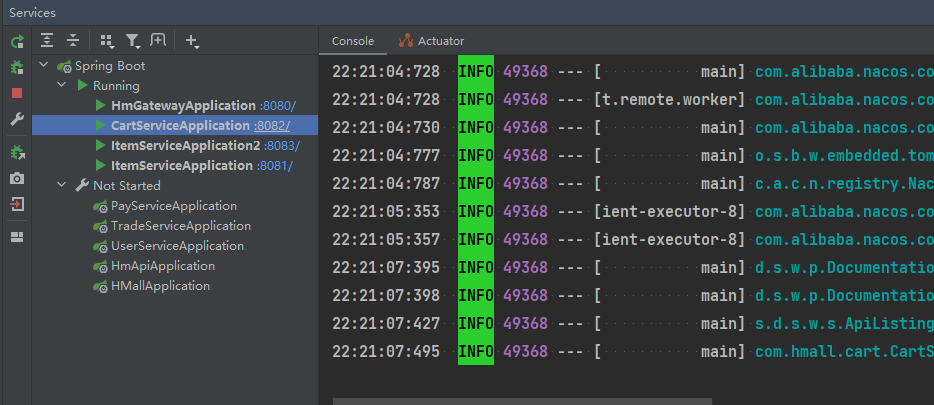 Services
Spring Boot
Running
HmGatewayApplication :8080/
CartServiceApplication :8082/
ItemServiceApplication2 :8083/
ItemServiceApplication :8081/
Not Started
PayServiceApplication
TradeServiceApplication
UserServiceApplication
HmApiApplication
HMallApplication
Console Actuator
22:21:04:728 INFO 49368 --- [ main] com.alibaba.nacos.co
22:21:04:728 INFO 49368 --- [t.remote.worker] com.alibaba.nacos.co
22:21:04:730 INFO 49368 --- [ main] com.alibaba.nacos.co
22:21:04:777 INFO 49368 --- [ main] o.s.b.w.embedded.tom
22:21:04:787 INFO 49368 --- [ main] c.a.c.n.registry.Nac
22:21:05:353 INFO 49368 --- [ient-executor-8] com.alibaba.nacos.co
22:21:05:357 INFO 49368 --- [ient-executor-8] com.alibaba.nacos.co
22:21:07:395 INFO 49368 --- [ main] d.s.w.p.Documentatio
22:21:07:398 INFO 49368 --- [ main] d.s.w.p.Documentatio
22:21:07:427 INFO 49368 --- [ main] s.d.s.w.s.ApiListing
22:21:07:495 INFO 49368 --- [ main] com.hmall.cart.CartS